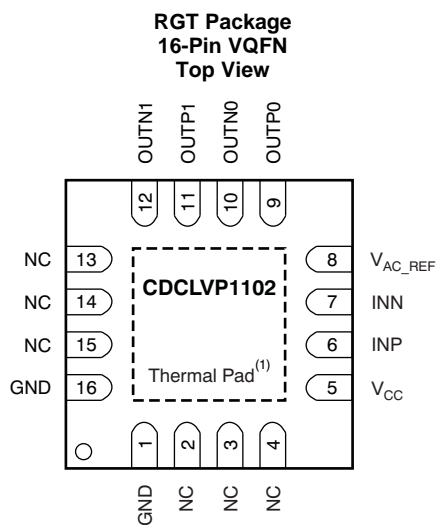 RGT Package
16-Pin VQFN
Top View
OUTN1
OUTP1
OUTN0
OUTP0
12
11
10
9
NC 13
NC 14
NC 15
GND 16
CDCLVP1102
Thermal Pad(1)
8 VAC_REF
7 INN
6 INP
5 VCC
1
2
3
4
GND
NC
NC
NC